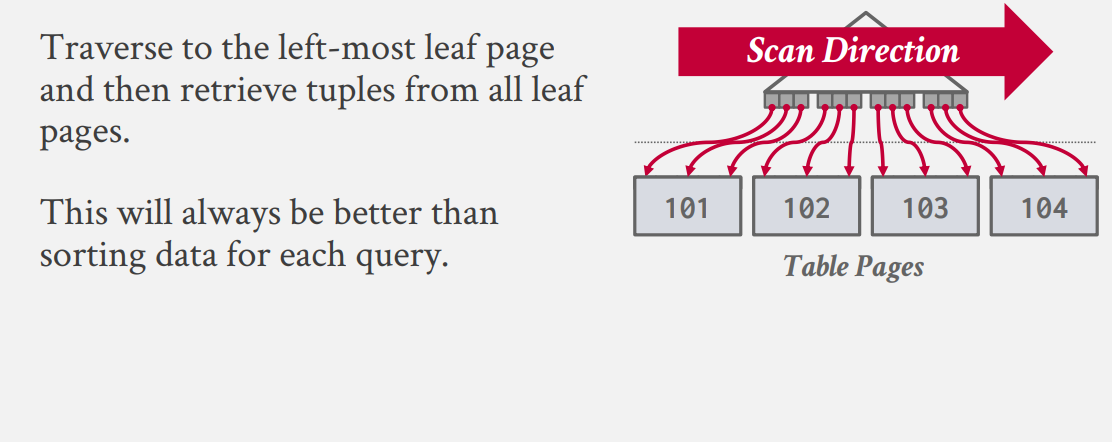 Traverse to the left-most leaf page
and then retrieve tuples from all leaf
pages.
This will always be better than
sorting data for each query.
Scan Direction
101
102
103
104
Table Pages